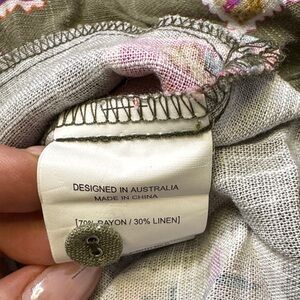 DESIGNED IN AUSTRALIA
MADE IN CHINA
[70% RAYON / 30% LINEN]